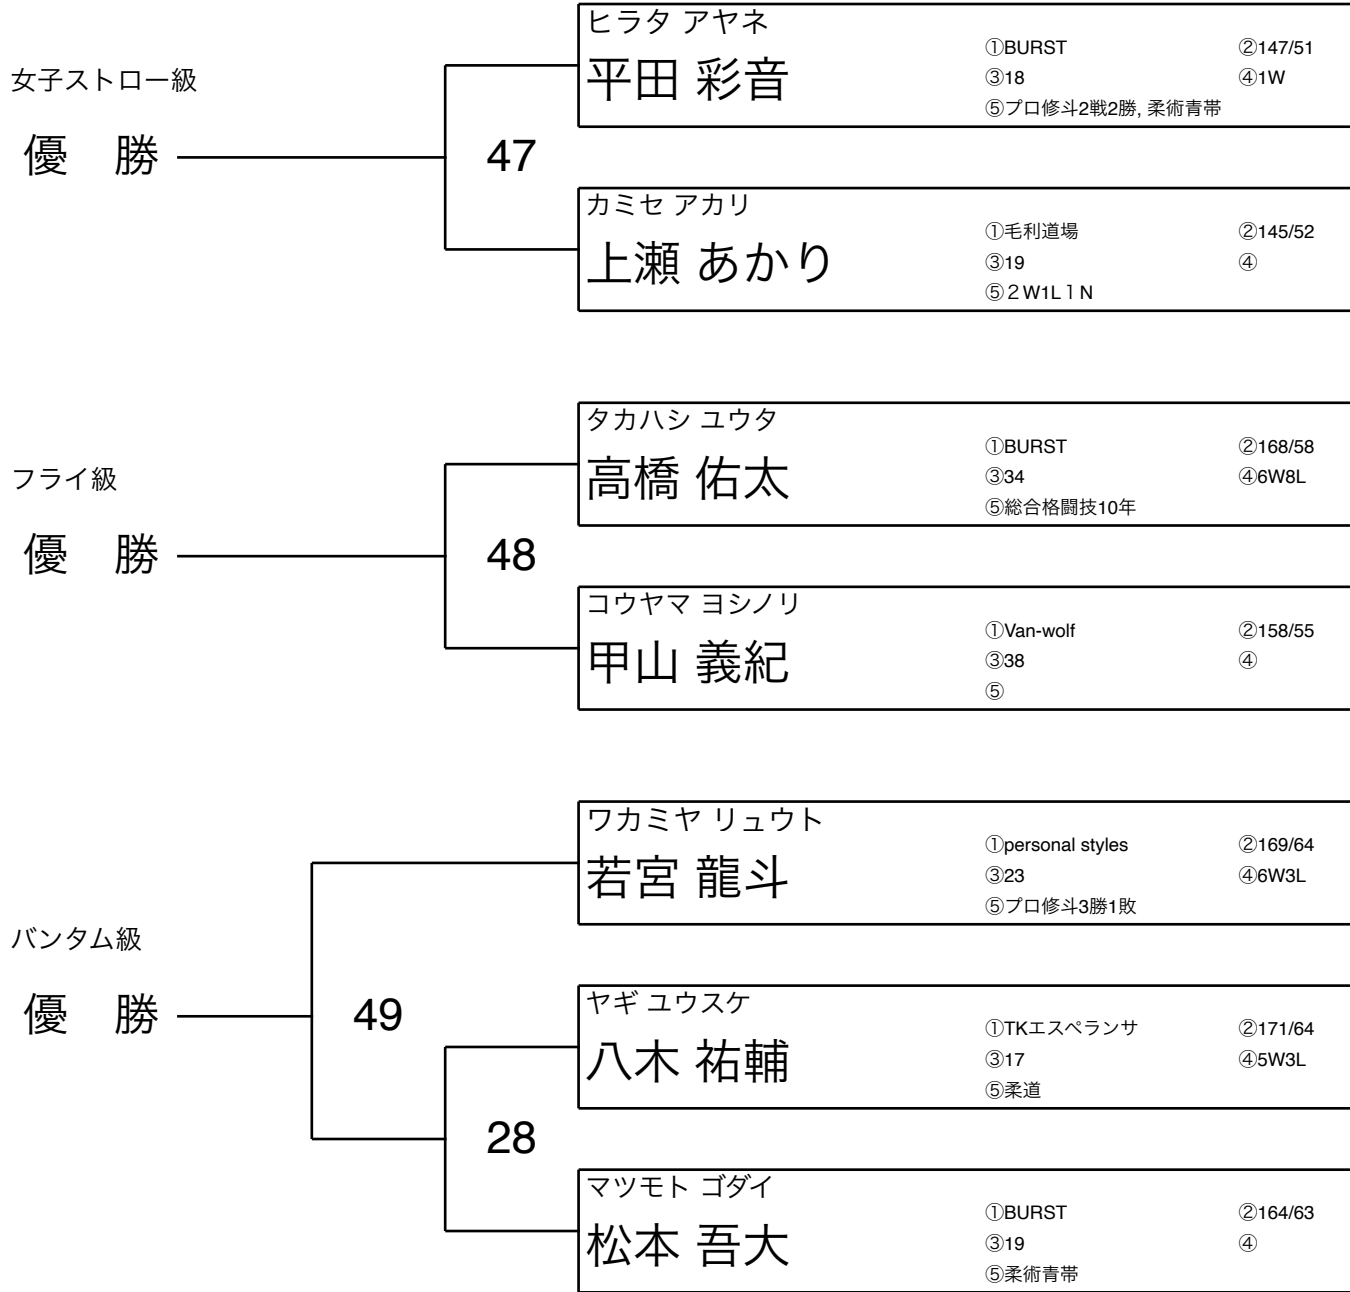 女子ストロー級
優　勝
47
ヒラタ アヤネ
平田 彩音
①BURST ②147/51
③18 ④1W
⑤プロ修斗2戦2勝, 柔術青帯
カミセ アカリ
上瀬 あかり
①毛利道場 ②145/52
③19 ④
⑤２W1L１N
フライ級
優　勝
48
タカハシ ユウタ
高橋 佑太
①BURST ②168/58
③34 ④6W8L
⑤総合格闘技10年
コウヤマ ヨシノリ
甲山 義紀
①Van-wolf ②158/55
③38 ④
⑤
バンタム級
優　勝
49
28
ワカミヤ リュウト
若宮 龍斗
①personal styles ②169/64
③23 ④6W3L
⑤プロ修斗3勝1敗
ヤギ ユウスケ
八木 祐輔
①TKエスペランサ ②171/64
③17 ④5W3L
⑤柔道
マツモト ゴダイ
松本 吾大
①BURST ②164/63
③19 ④
⑤柔術青帯